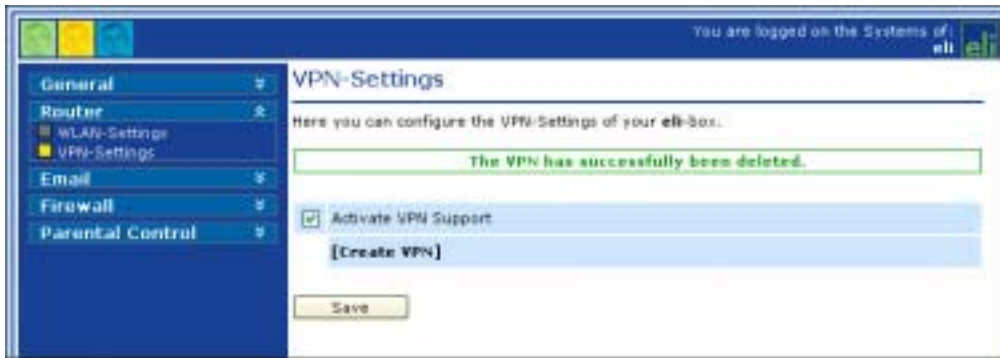 You are logged on the Systems of:
eli
eli
General
Router
WLAN-Settings
VPN-Settings
Email
Firewall
Parental Control
VPN-Settings
Here you can configure the VPN-Settings of your eli-box.
The VPN has successfully been deleted.
Activate VPN Support
[Create VPN]
Save